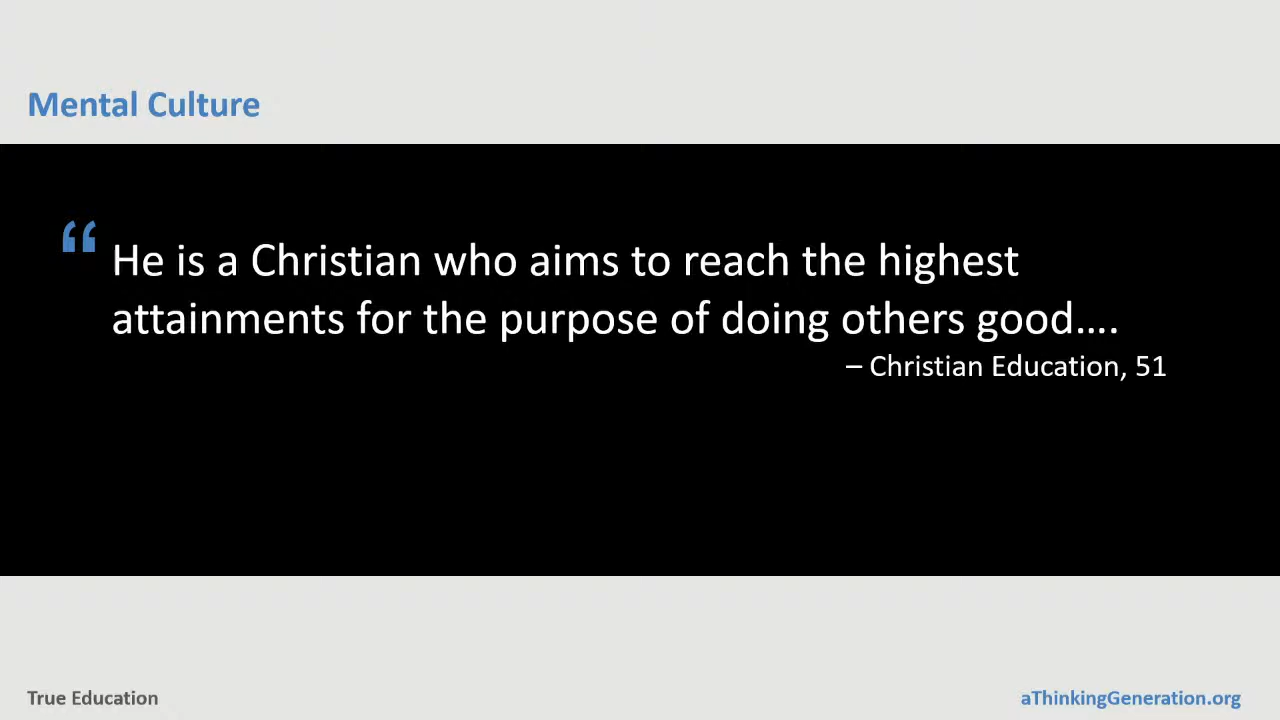 Mental Culture
“
He is a Christian who aims to reach the highest
attainments for the purpose of doing others good….
– Christian Education, 51
True Education
aThinkingGeneration.org